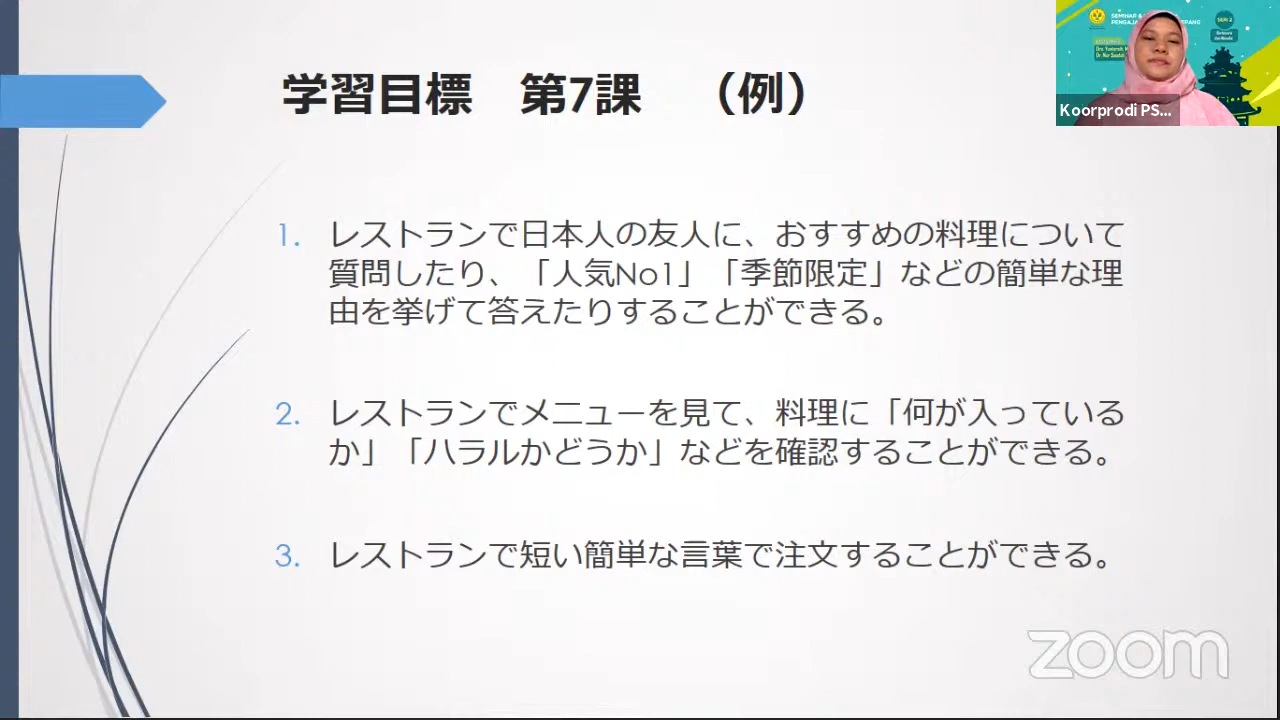 学習目標　第7課　（例）
1. レストランで日本人の友人に、おすすめの料理について
質問したり、「人気No1」「季節限定」などの簡単な理
由を挙げて答えたりすることができる。
2. レストランでメニューを見て、料理に「何が入っている
か」「ハラルかどうか」などを確認することができる。
3. レストランで短い簡単な言葉で注文することができる。
SEMINAR &
PENGAJA
PANG
SERI 2
Koorprodi PS...
zoom